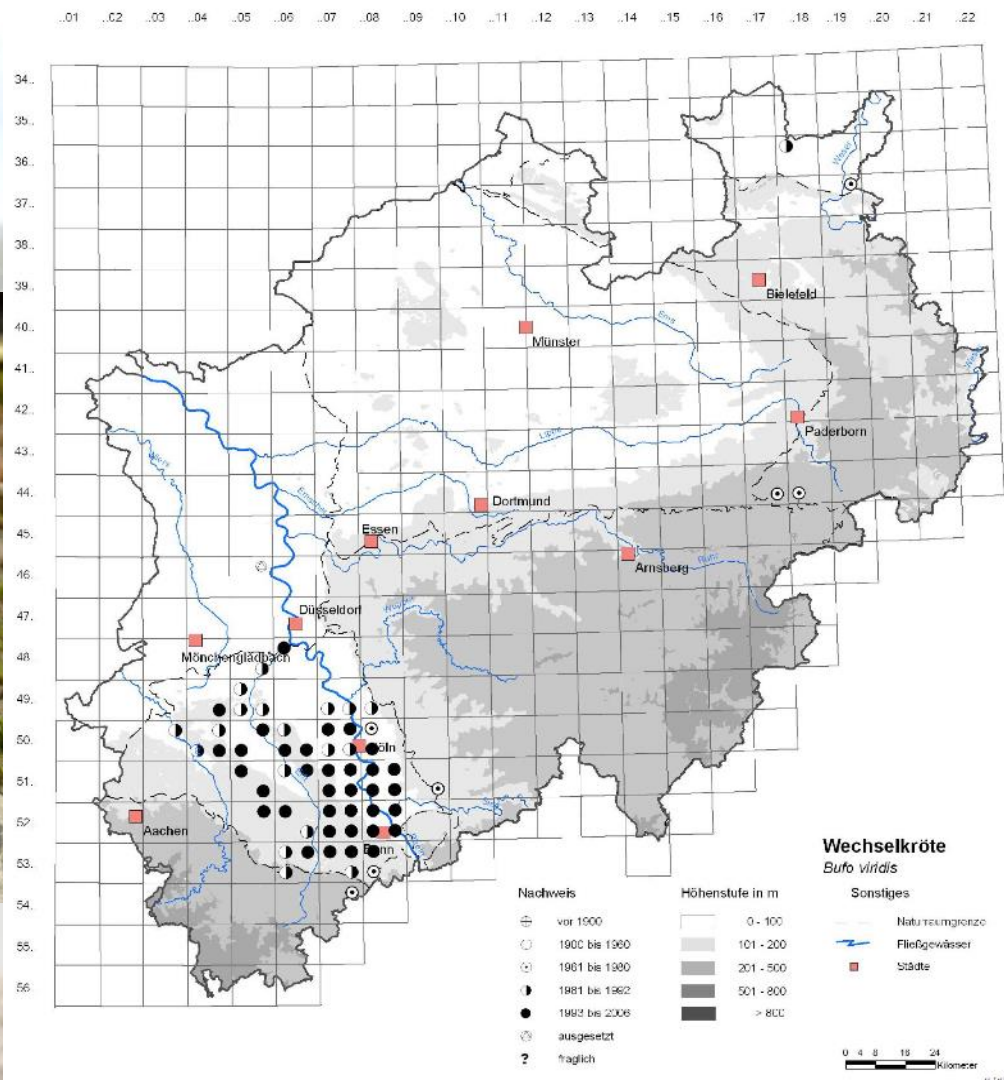 ..01 ..02 ..03 ..04 ..05 ..06 ..07 ..08 ..09 ..10 ..11 ..12 ..13 ..14 ..15 ..16 ..17 ..18 ..19 ..20 ..21 ..22
34..
35..
36..
37..
38..
39..
40..
41..
42..
43..
44..
45..
46..
47..
48..
49..
50..
51..
52..
53..
54..
55..
56..
Weser
Bielefeld
Ems
Münster
Weser
Paderborn
Lippe
Niers
Emscher
Dortmund
Essen
Arnsberg
Ruhr
Düsseldorf
Wupper
Mönchengladbach
Köln
Aachen
Bonn
Wechselkröte
Bufo viridis
Nachweis
vor 1900
1900 bis 1960
1961 bis 1980
1981 bis 1992
1993 bis 2006
ausgesetzt
? fraglich
Höhenstufe in m
0 - 100
101 - 200
201 - 500
501 - 800
> 800
Sonstiges
Naturraumgrenze
Fließgewässer
Städte
0 4 8 16 24
Kilometer